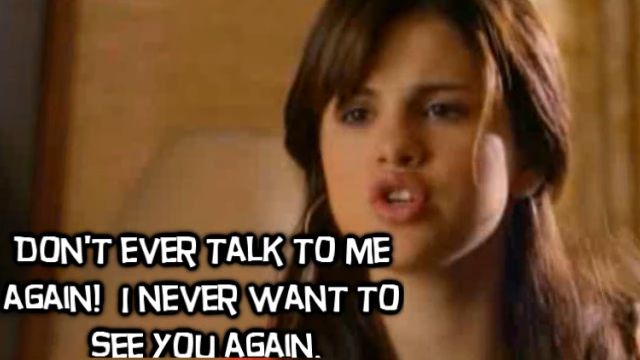 DON'T EVER TALK TO ME
AGAIN! I NEVER WANT TO
SEE YOU AGAIN.